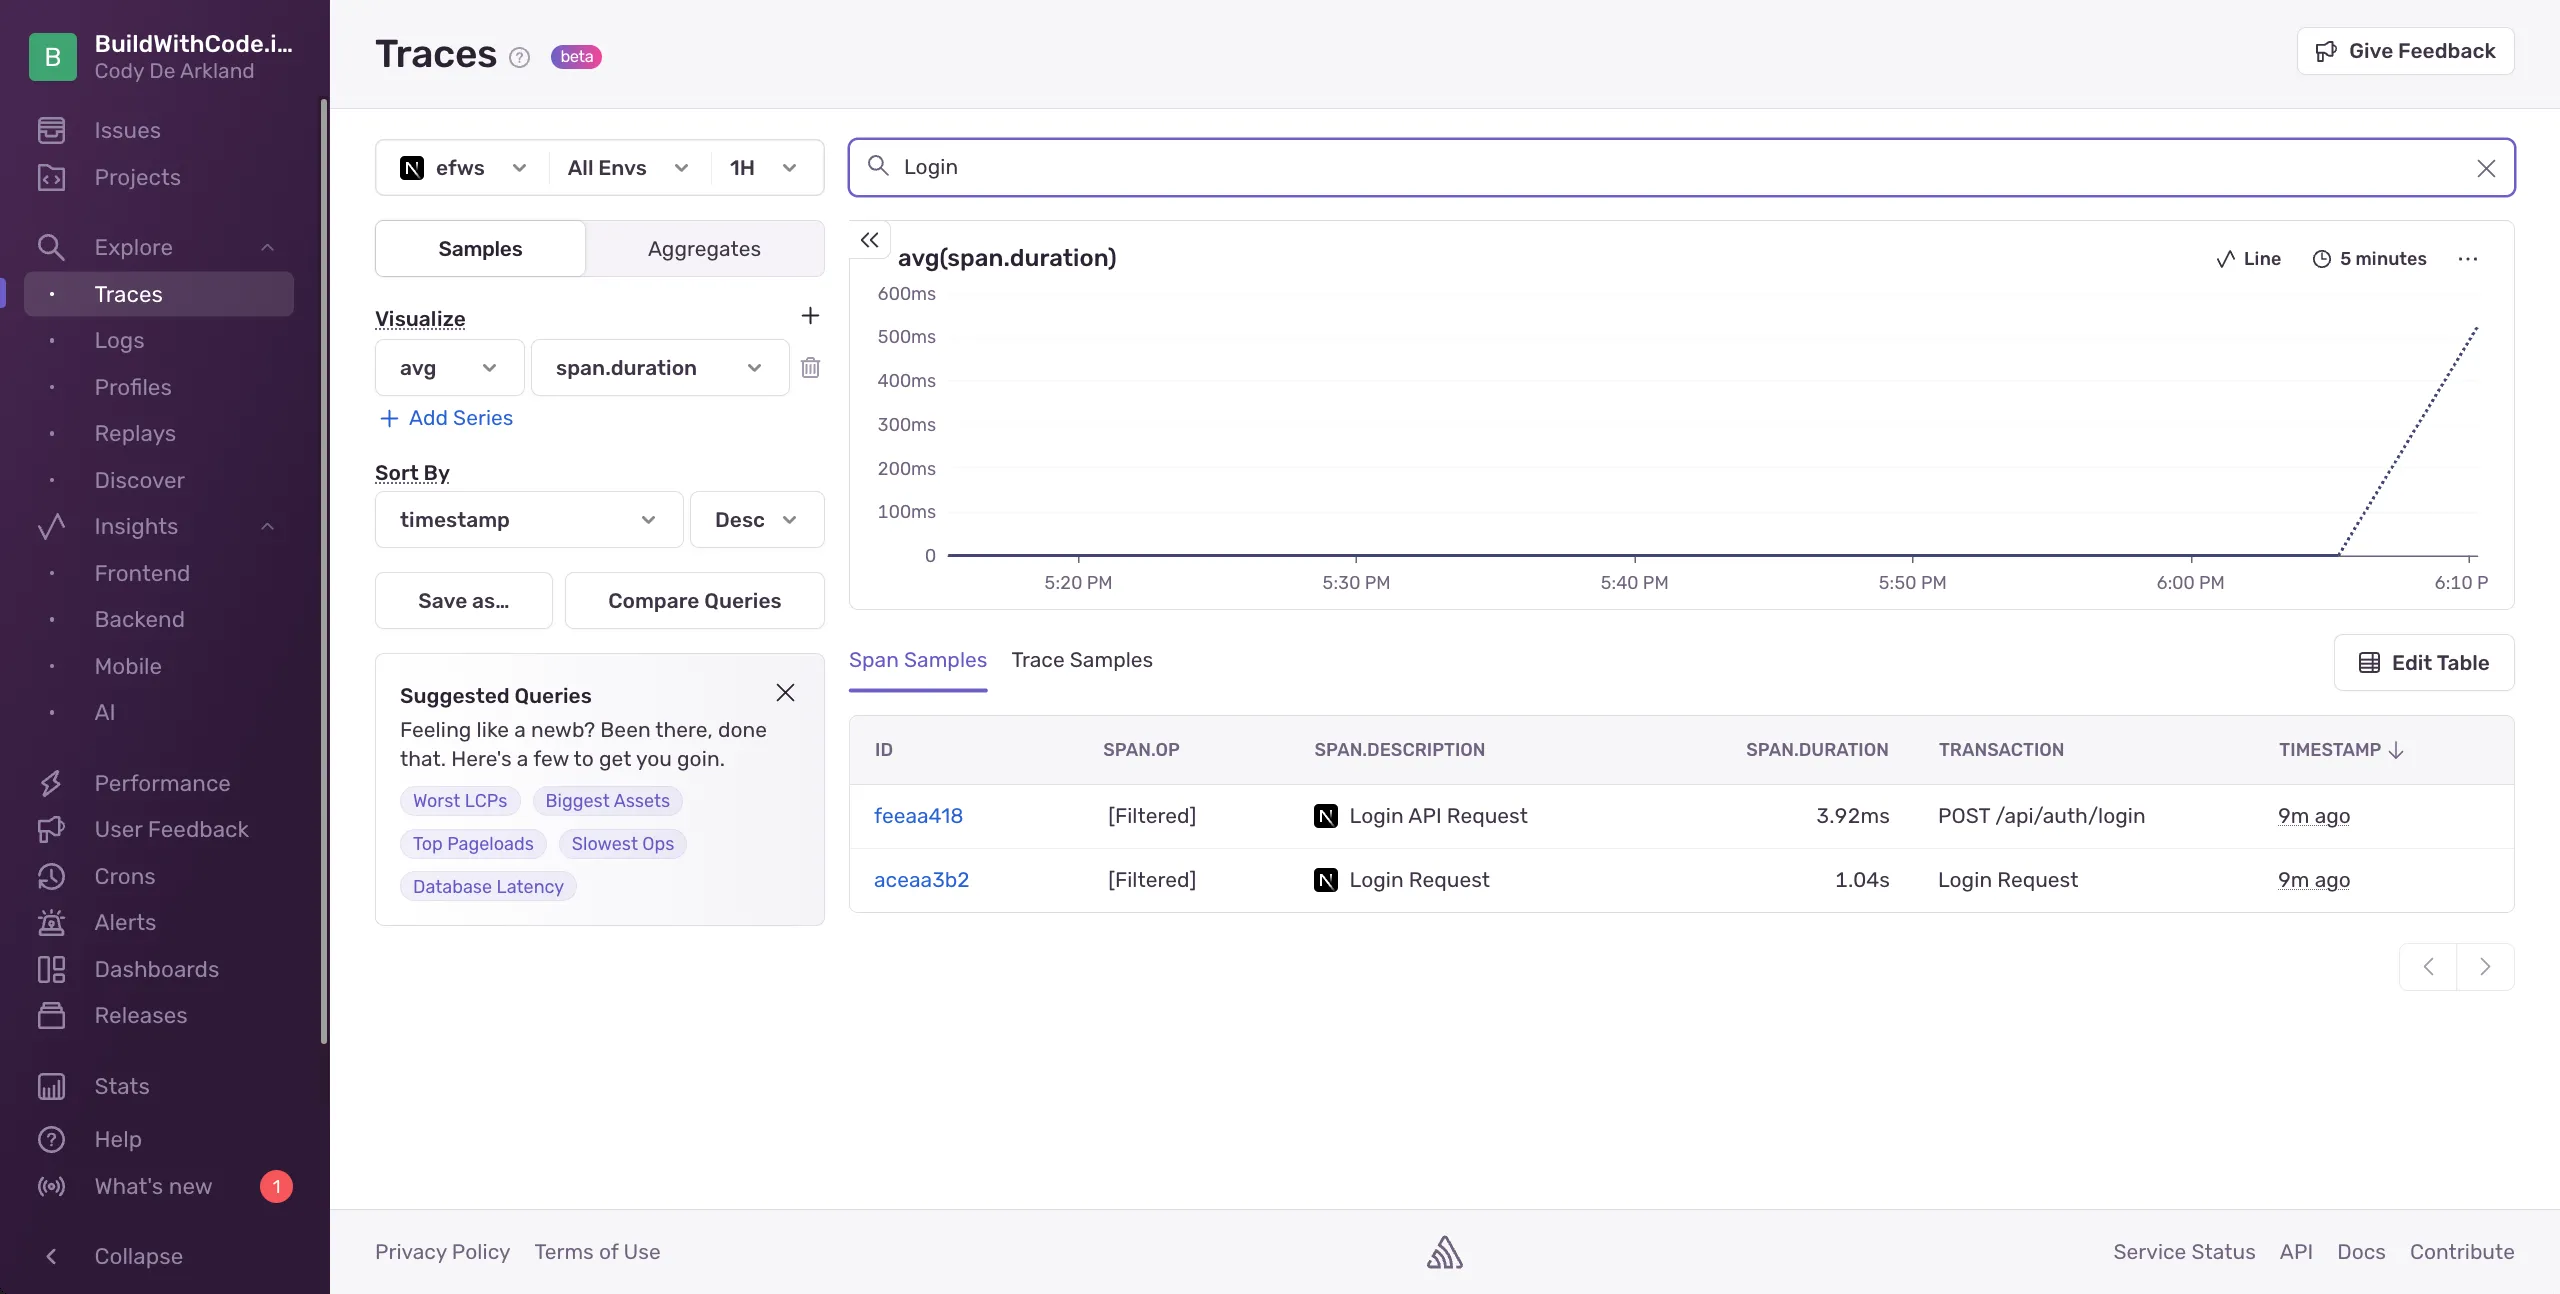 B
BuildWithCode.i...
Cody De Arkland
Issues
Projects
Explore
Traces
Logs
Profiles
Replays
Discover
Insights
Frontend
Backend
Mobile
AI
Performance
User Feedback
Crons
Alerts
Dashboards
Releases
Stats
Help
What's new 1
Collapse
Traces ? beta
Give Feedback
N efws All Envs 1H
Login
Samples Aggregates
Visualize
avg span.duration
Add Series
Sort By
timestamp Desc
Save as... Compare Queries
Suggested Queries
Feeling like a newb? Been there, done
that. Here's a few to get you goin.
Worst LCPs Biggest Assets
Top Pageloads Slowest Ops
Database Latency
avg(span.duration)
Line 5 minutes ...
600ms
500ms
400ms
300ms
200ms
100ms
0
5:20 PM 5:30 PM 5:40 PM 5:50 PM 6:00 PM 6:10 P
Span Samples Trace Samples
Edit Table
ID SPAN.OP SPAN.DESCRIPTION SPAN.DURATION TRANSACTION TIMESTAMP
feeaa418 [Filtered] N Login API Request 3.92ms POST /api/auth/login 9m ago
aceaa3b2 [Filtered] N Login Request 1.04s Login Request 9m ago
Privacy Policy Terms of Use
Service Status API Docs Contribute